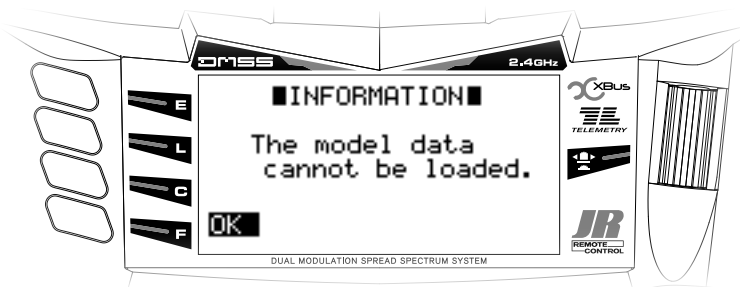 DMSS
2.4GHz
■INFORMATION■
The model data
cannot be loaded.
OK
E
L
C
F
XBUS
TL
TELEMETRY
JR
REMOTE
CONTROL
DUAL MODULATION SPREAD SPECTRUM SYSTEM